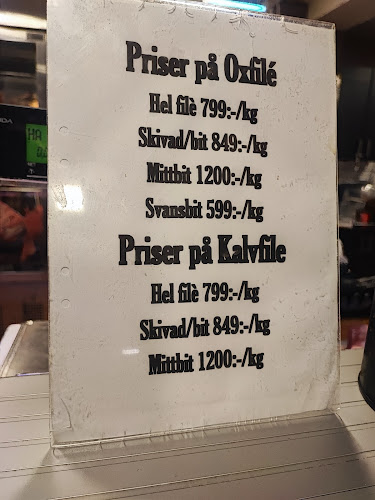 Priser på Oxfilé
Hel filè 799:-/kg
Skivad/bit 849:-/kg
Mittbit 1200:-/kg
Svansbit 599:-/kg
Priser på Kalvfile
Hel filè 799:-/kg
Skivad/bit 849:-/kg
Mittbit 1200:-/kg